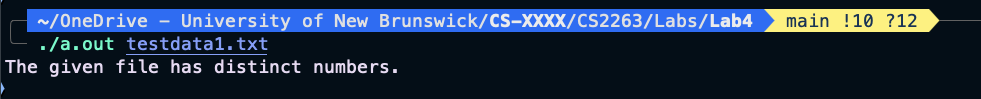 ~/OneDrive – University of New Brunswick/CS-XXXX/CS2263/Labs/Lab4 main !10 ?12
./a.out testdata1.txt
The given file has distinct numbers.